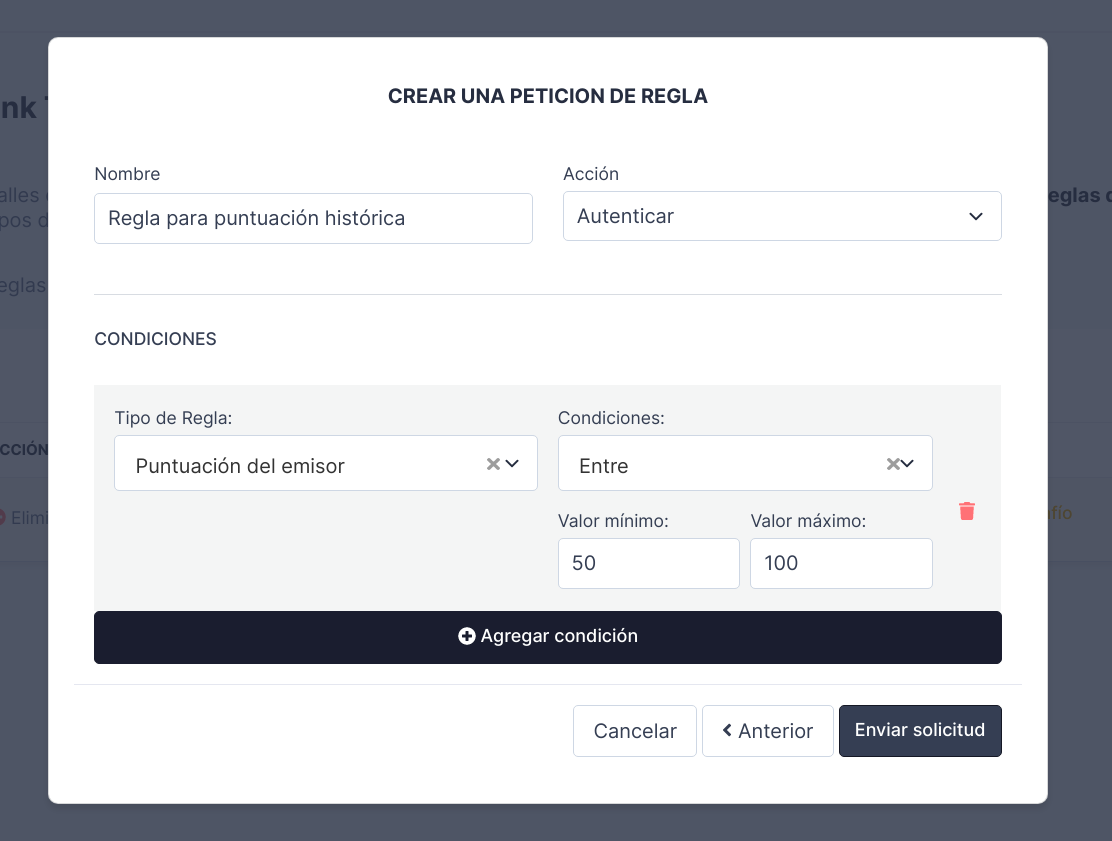 CREAR UNA PETICION DE REGLA
Nombre
Acción
Regla para puntuación histórica
Autenticar
CONDICIONES
Tipo de Regla:
Condiciones:
Puntuación del emisor
Entre
Valor mínimo:
Valor máximo:
50
100
Agregar condición
Cancelar
Anterior
Enviar solicitud